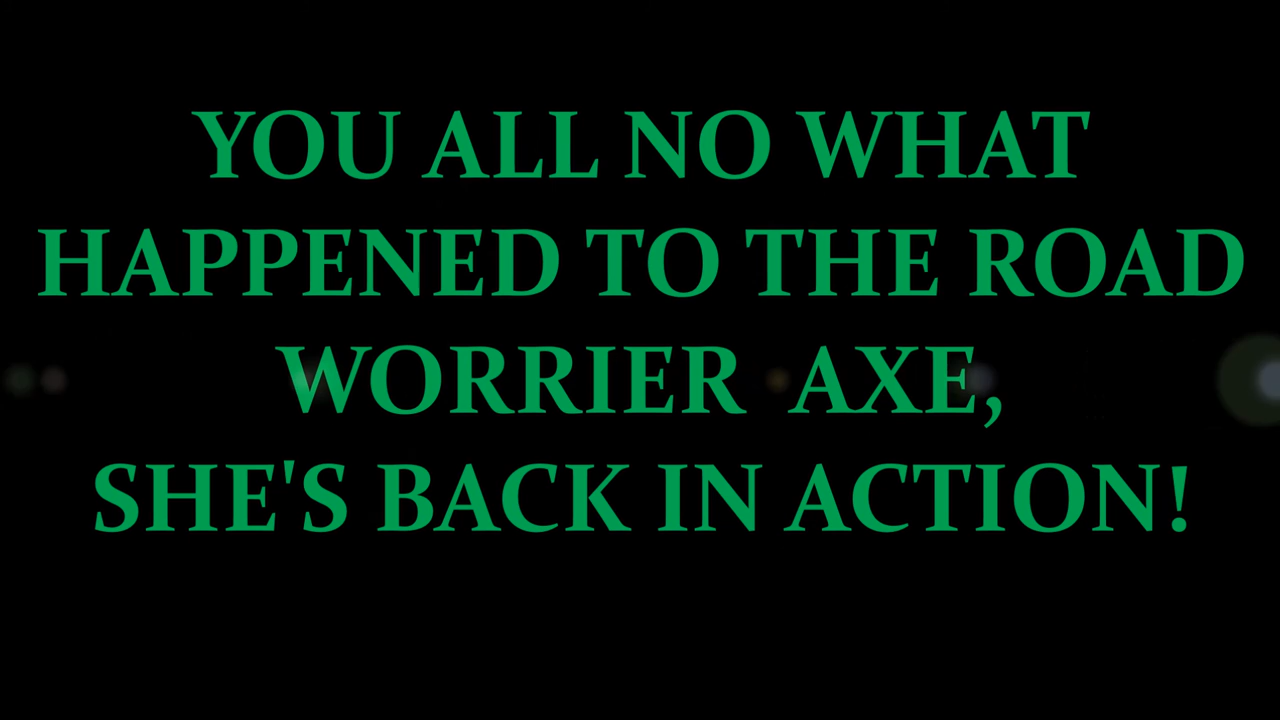 YOU ALL NO WHAT
HAPPENED TO THE ROAD
WORRIER AXE,
SHE'S BACK IN ACTION!